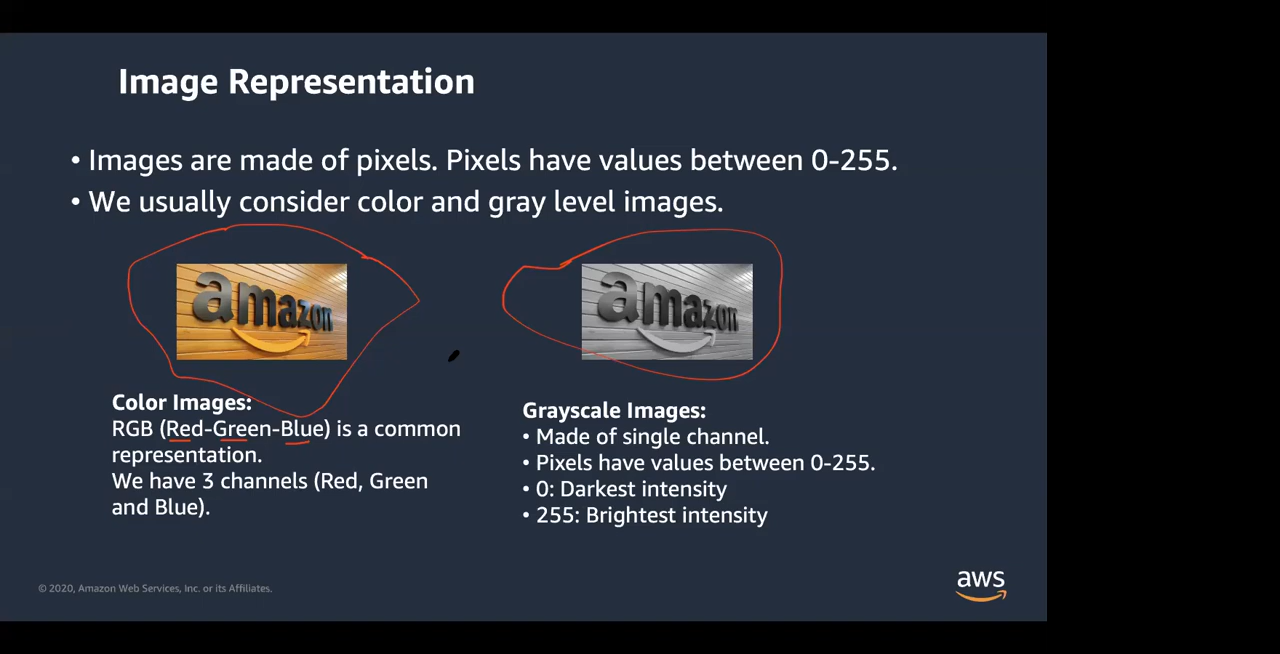 Image Representation
• Images are made of pixels. Pixels have values between 0-255.
• We usually consider color and gray level images.
amazon
amazon
Color Images:
RGB (Red-Green-Blue) is a common
representation.
We have 3 channels (Red, Green
and Blue).
Grayscale Images:
• Made of single channel.
• Pixels have values between 0-255.
• 0: Darkest intensity
• 255: Brightest intensity
© 2020, Amazon Web Services, Inc. or its Affiliates.
aws